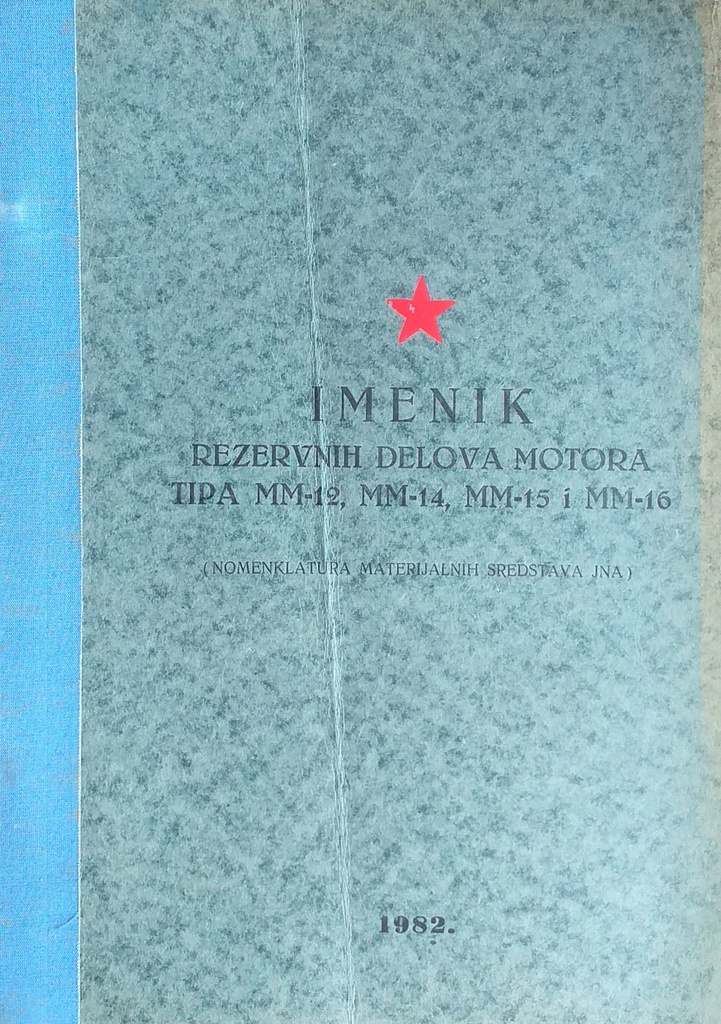 IMENIK
REZERVNIH DELOVA MOTORA
TIPA MM-12, MM-14, MM-15 i MM-16
(NOMENKLATURA MATERIJALNIH SREDSTAVA JNA)
1982.